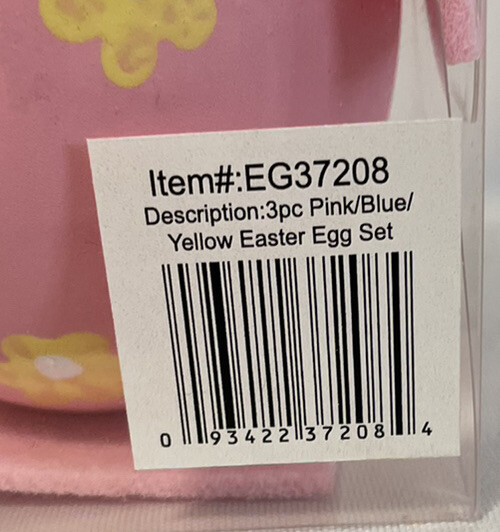 Item#:EG37208
Description:3pc Pink/Blue/
Yellow Easter Egg Set
0 93422 37208 4